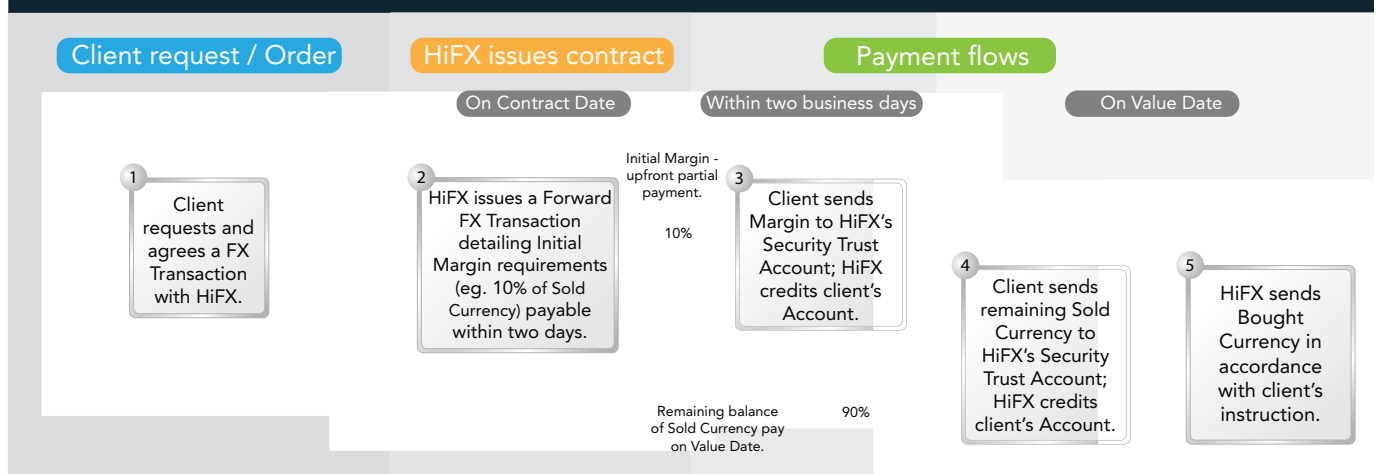 Client request / Order
HiFX issues contract
Payment flows
On Contract Date
Within two business days
On Value Date
1
Client
requests and
agrees a FX
Transaction
with HiFX.
2
HiFX issues a Forward
FX Transaction
detailing Initial
Margin requirements
(eg. 10% of Sold
Currency) payable
within two days.
Initial Margin -
upfront partial
payment.
10%
3
Client sends
Margin to HiFX's
Security Trust
Account; HiFX
credits client's
Account.
Remaining balance
of Sold Currency pay
on Value Date.
90%
4
Client sends
remaining Sold
Currency to
HiFX's Security
Trust Account;
HiFX credits
client's Account.
5
HiFX sends
Bought
Currency in
accordance
with client's
instruction.